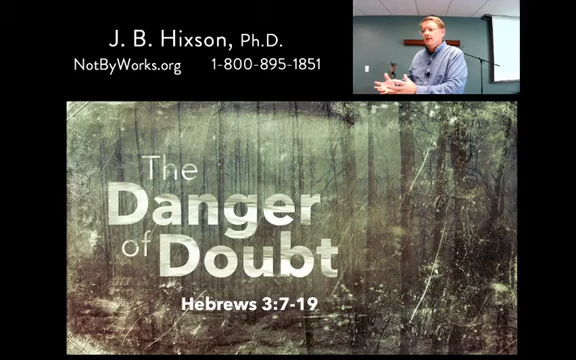 J. B. Hixson, Ph.D.
NotByWorks.org 1-800-895-1851
The
Danger
of Doubt
Hebrews 3:7-19